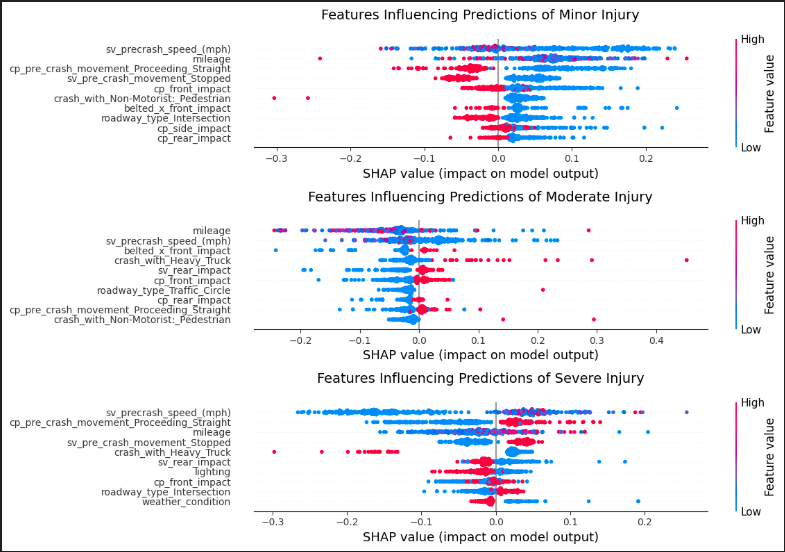 Features Influencing Predictions of Minor Injury
High
sv_precrash_speed_(mph)
mileage
cp_pre_crash_movement_Proceeding_Straight
sv_pre_crash_movement_Stopped
cp_front_impact
crash_with_Non-Motorist:_Pedestrian
belted_x_front_impact
roadway_type_Intersection
cp_side_impact
cp_rear_impact
Feature value
Low
−0.3 −0.2 −0.1 0.0 0.1 0.2
SHAP value (impact on model output)
Features Influencing Predictions of Moderate Injury
High
mileage
sv_precrash_speed_(mph)
belted_x_front_impact
crash_with_Heavy_Truck
sv_rear_impact
cp_front_impact
roadway_type_Traffic_Circle
cp_rear_impact
cp_pre_crash_movement_Proceeding_Straight
crash_with_Non-Motorist:_Pedestrian
Feature value
Low
−0.2 −0.1 0.0 0.1 0.2 0.3 0.4
SHAP value (impact on model output)
Features Influencing Predictions of Severe Injury
High
sv_precrash_speed_(mph)
cp_pre_crash_movement_Proceeding_Straight
mileage
sv_pre_crash_movement_Stopped
crash_with_Heavy_Truck
sv_rear_impact
lighting
cp_front_impact
roadway_type_Intersection
weather_condition
Feature value
Low
−0.3 −0.2 −0.1 0.0 0.1 0.2
SHAP value (impact on model output)